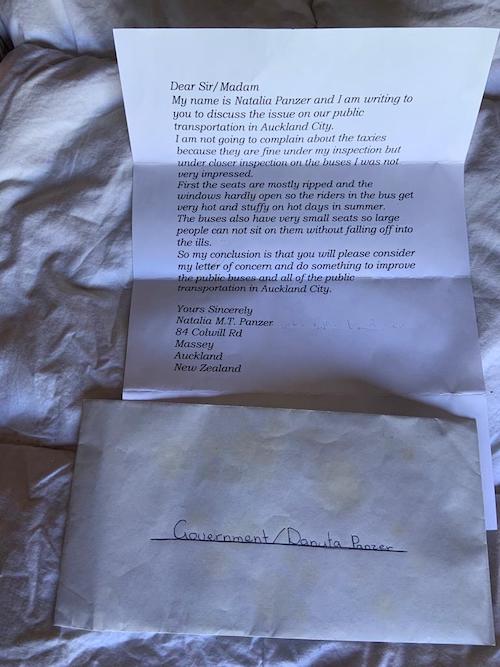 Dear Sir/Madam
My name is Natalia Panzer and I am writing to
you to discuss the issue on our public
transportation in Auckland City.
I am not going to complain about the taxies
because they are fine under my inspection but
under closer inspection on the buses I was not
very impressed.
First the seats are mostly ripped and the
windows hardly open so the riders in the bus get
very hot and stuffy on hot days in summer.
The buses also have very small seats so large
people can not sit on them without falling off into
the ills.
So my conclusion is that you will please consider
my letter of concern and do something to improve
the public buses and all of the public
transportation in Auckland City.
Yours Sincerely
Natalia M.T. Panzer
84 Colwill Rd
Massey
Auckland
New Zealand
Government/Danuta Panzer